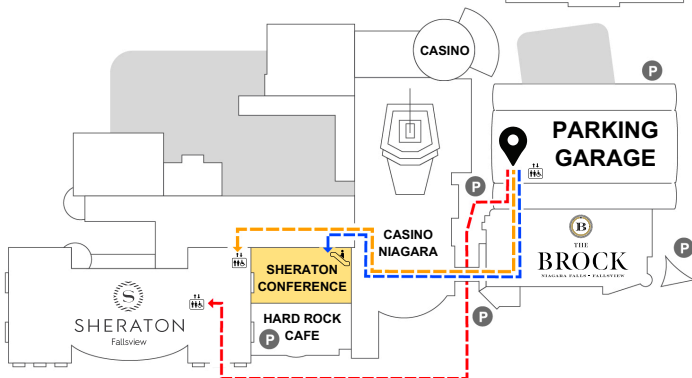 CASINO
P
PARKING
GARAGE
P
CASINO
NIAGARA
B
THE
BROCK
NIAGARA FALLS • FALLSVIEW
P
SHERATON
CONFERENCE
S
SHERATON
Fallsview
HARD ROCK
CAFE
P
P